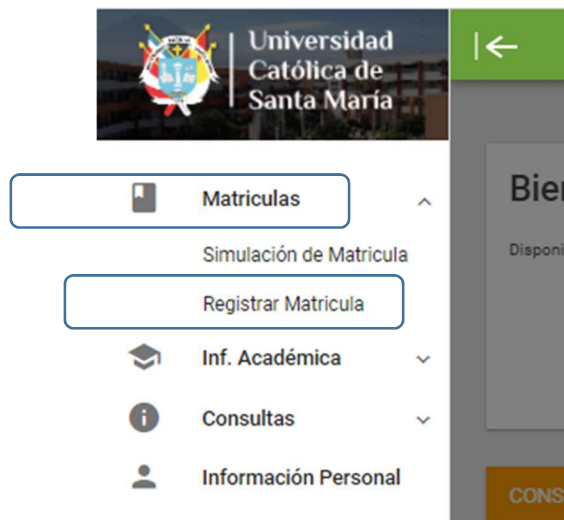 Universidad
Católica de
Santa María
Matriculas
Simulación de Matricula
Registrar Matricula
Inf. Académica
Consultas
Información Personal